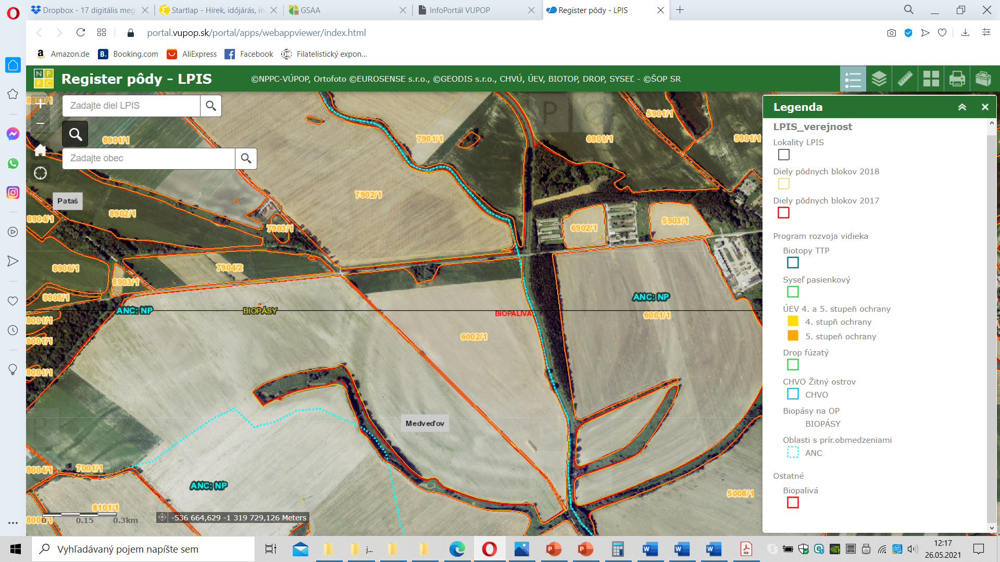 Dropbox - 17 digitális meg
Startlap - Hírek, időjárás, in
GSAA
InfoPortál VUPOP
Register pôdy - LPIS
portal.vupop.sk/portal/apps/webappviewer/index.html
Amazon.de
Booking.com
AliExpress
Facebook
Filatelistický expon...
NPPC
Register pôdy - LPIS
©NPPC-VÚPOP, Ortofoto ©EUROSENSE s.r.o., ©GEODIS s.r.o., CHVÚ, ÚEV, BIOTOP, DROP, SYSEĽ - ©ŠOP SR
Zadajte diel LPIS
Zadajte obec
5901/1
8901/1
7901/1
6901/1
5901/1
Pataš
7902/1
8902/1
8904/1
7903/1
6902/1
5903/1
8906/1
7904/2
8903/1
8905/1
ANC: NP
ANC: NP
BIOPÁSY
BIOPALIVÁ
6001/1
8001/1
6002/1
8001/1
8001/1
Medveďov
7001/1
8004/1
ANC: NP
5008/1
8101/1
0 0.15 0.3km
-536 664,629 -1 319 729,126 Meters
Legenda
LPIS_verejnost
Lokality LPIS
Diely pôdnych blokov 2018
Diely pôdnych blokov 2017
Program rozvoja vidieka
Biotopy TTP
Syseľ pasienkový
ÚEV 4. a 5. stupeň ochrany
4. stupň ochrany
5. stupeň ochrany
Drop fúzatý
CHVO Žitný ostrov
CHVO
Biopásy na OP
BIOPÁSY
Oblasti s prír.obmedzeniami
ANC
Ostatné
Biopalivá
Vyhľadávaný pojem napíšte sem
j...
12:17
26.05.2021